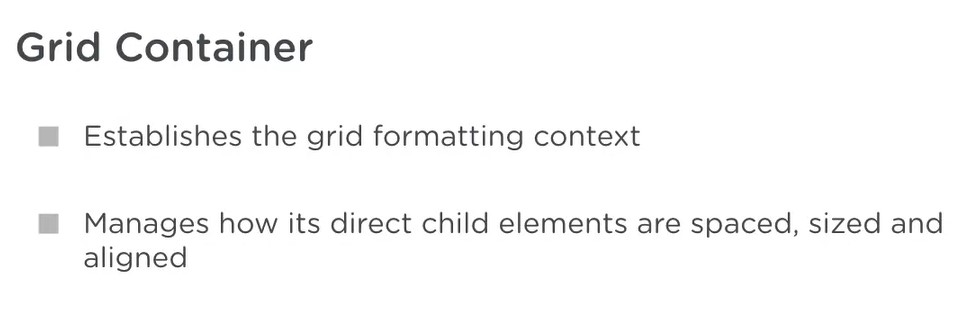 Grid Container
Establishes the grid formatting context
Manages how its direct child elements are spaced, sized and
aligned